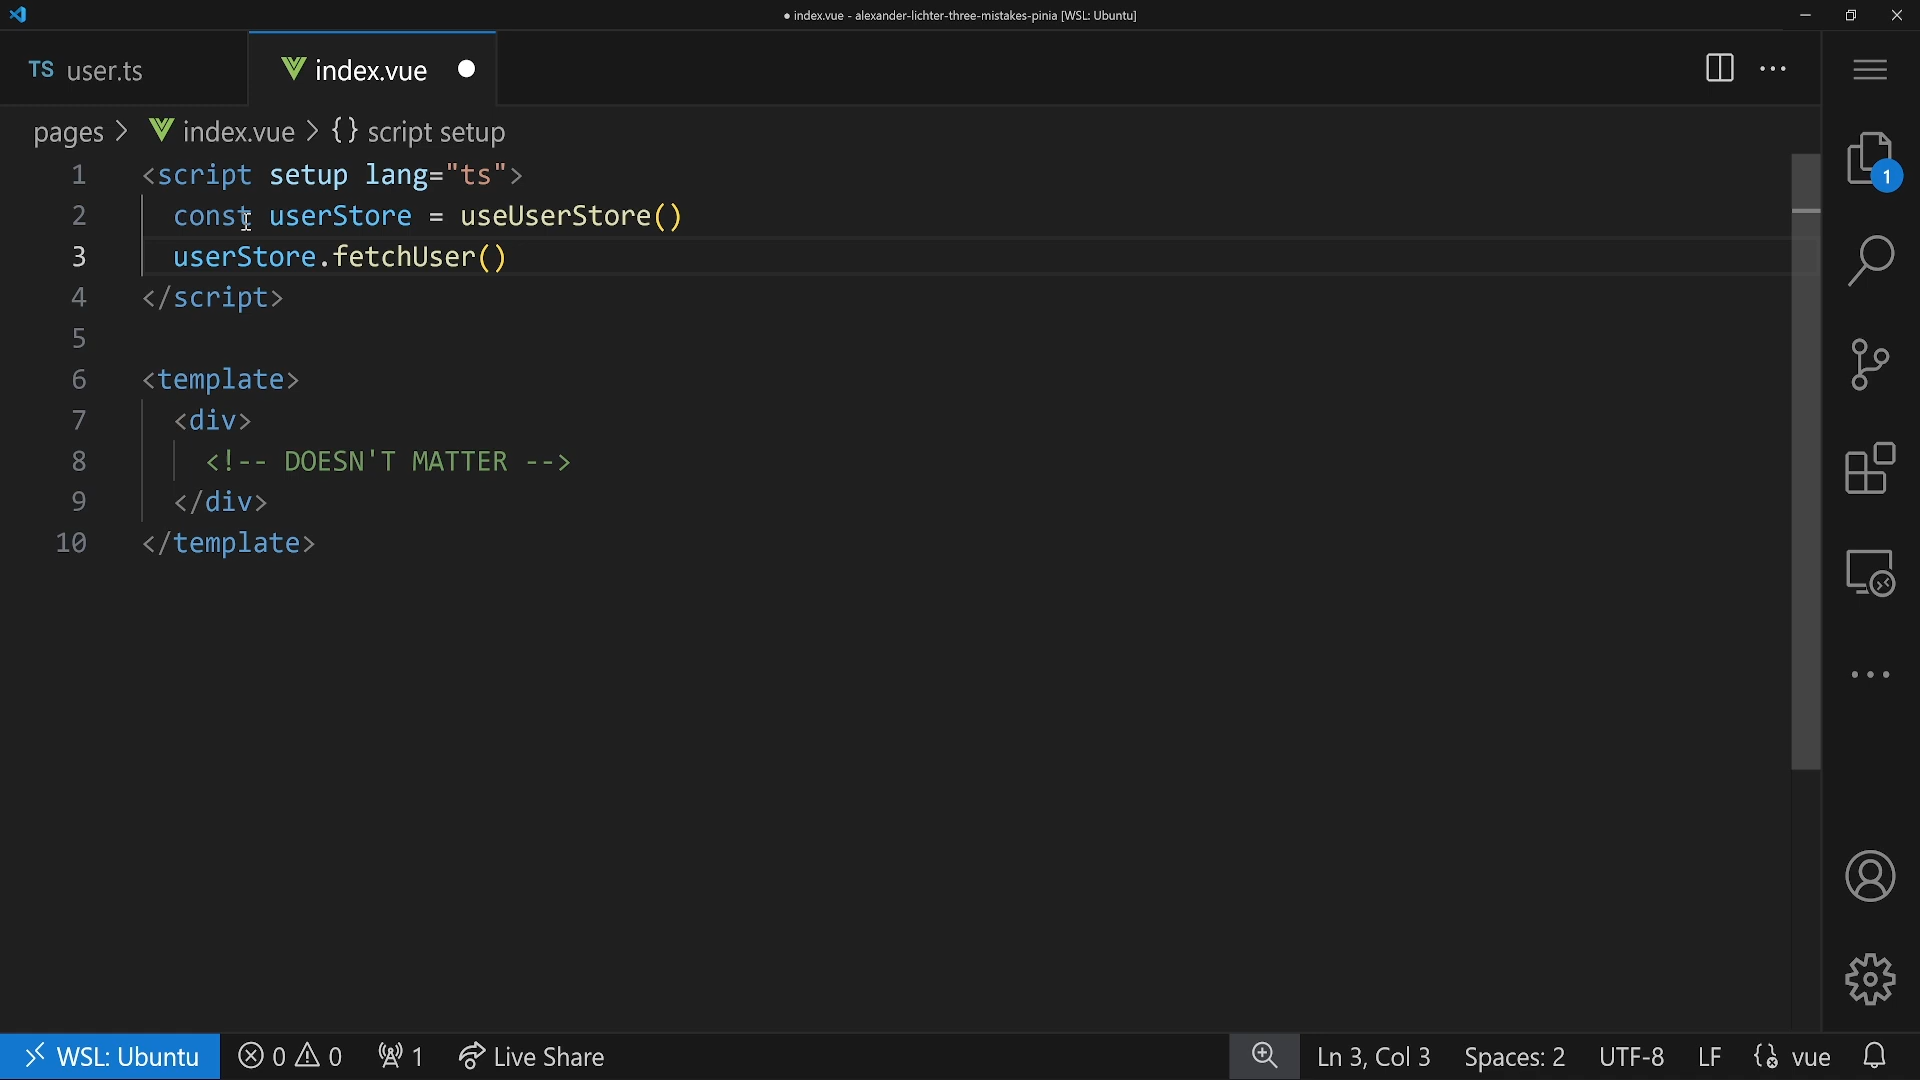 ● index.vue - alexander-lichter-three-mistakes-pinia [WSL: Ubuntu]
TS user.ts
index.vue ●
pages > index.vue > {} script setup
1 <script setup lang="ts">
2 const userStore = useUserStore()
3 userStore.fetchUser()
4 </script>
5
6 <template>
7 <div>
8 <!-- DOESN'T MATTER -->
9 </div>
10 </template>
1
WSL: Ubuntu 0 0 1 Live Share Ln 3, Col 3 Spaces: 2 UTF-8 LF vue